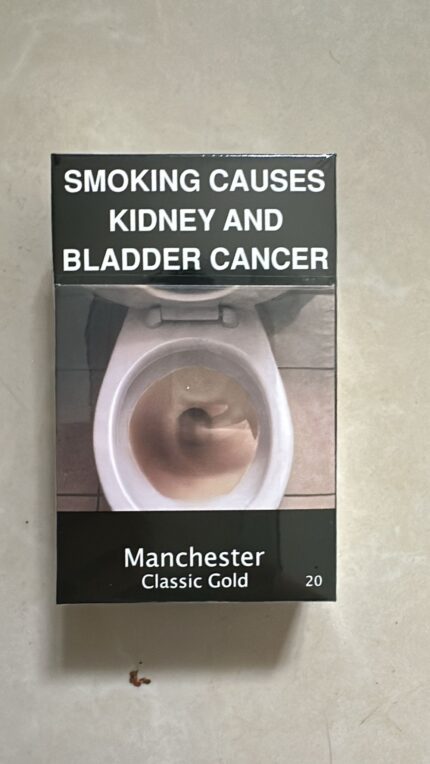 SMOKING CAUSES
KIDNEY AND
BLADDER CANCER
Manchester
Classic Gold
20